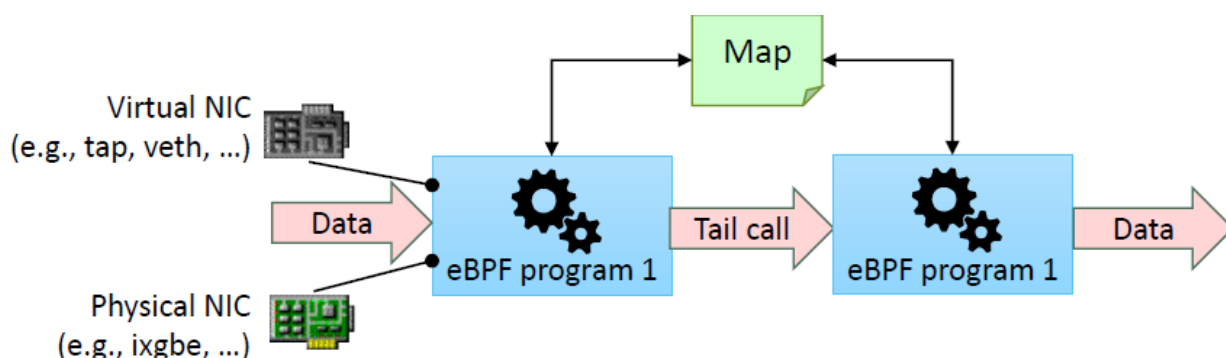 Map
Virtual NIC
(e.g., tap, veth, ...)
Data
Tail call
Data
eBPF program 1
eBPF program 1
Physical NIC
(e.g., ixgbe, ...)